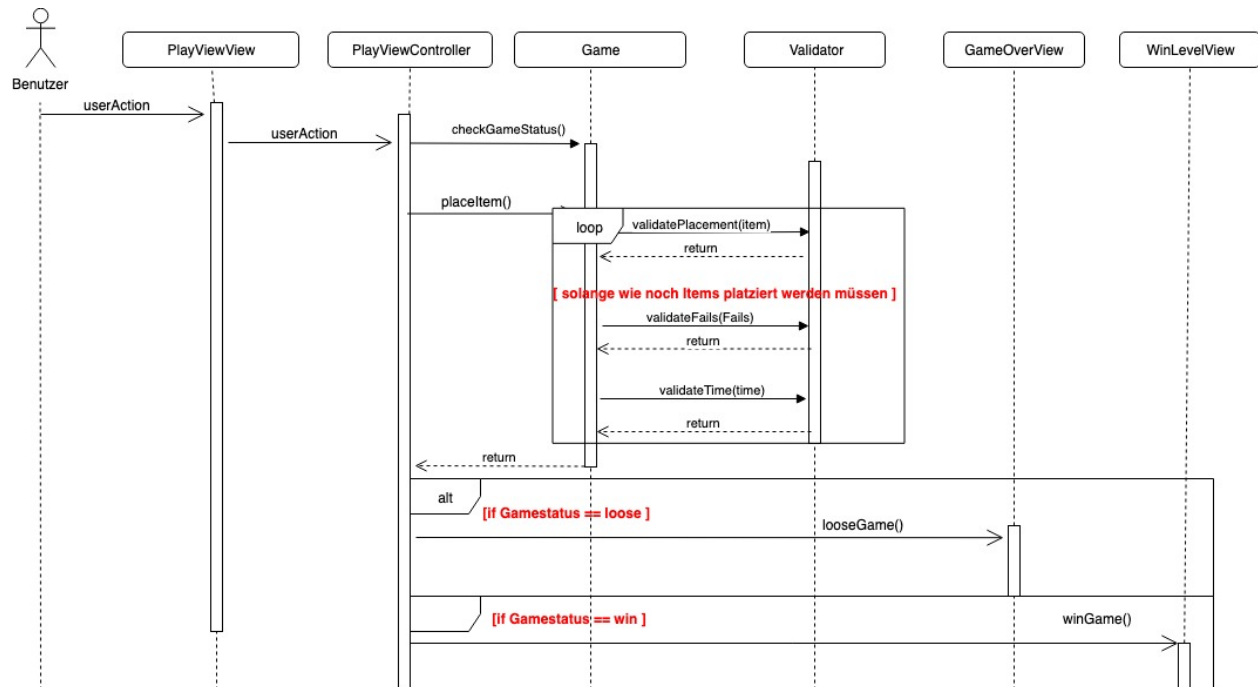 PlayViewView
PlayViewController
Game
Validator
GameOverView
WinLevelView
Benutzer
userAction
userAction
checkGameStatus()
placeItem()
loop
validatePlacement(item)
return
[ solange wie noch Items platziert werden müssen ]
validateFails(Fails)
return
validateTime(time)
return
return
alt
[if Gamestatus == loose ]
looseGame()
[if Gamestatus == win ]
winGame()